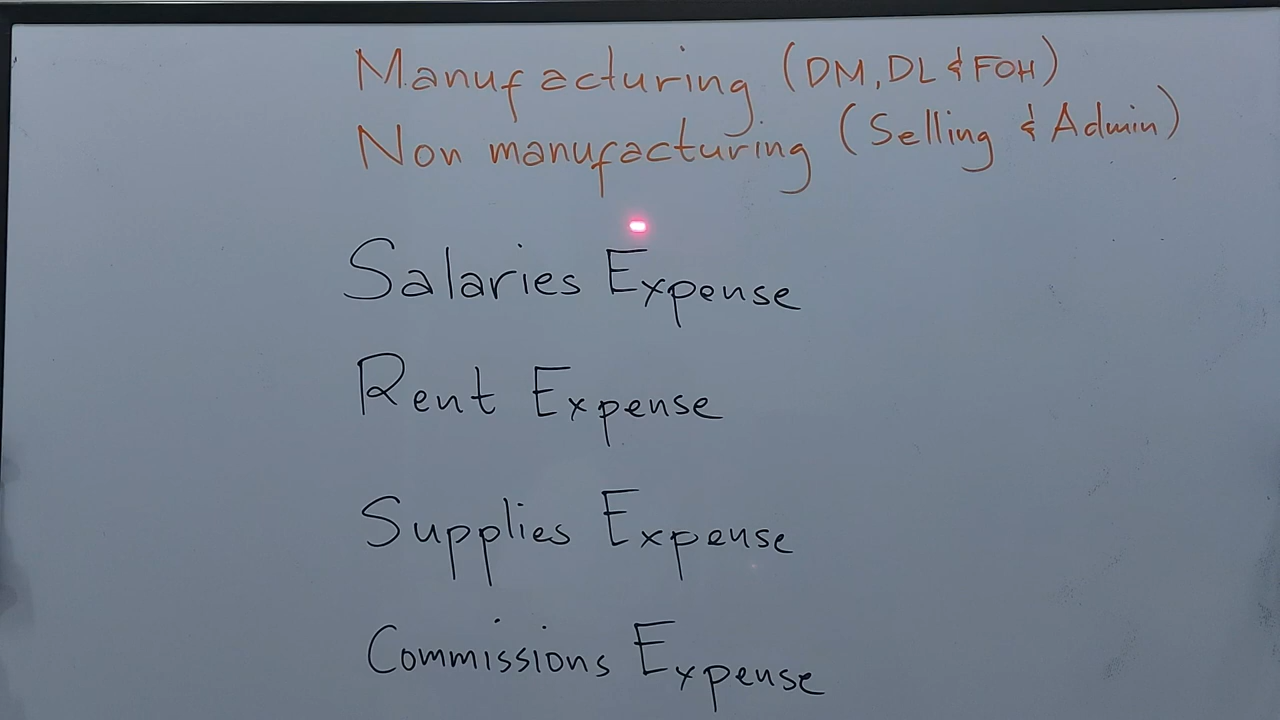 Manufacturing (DM, DL & FOH)
Non manufacturing (Selling & Admin)
Salaries Expense
Rent Expense
Supplies Expense
Commissions Expense